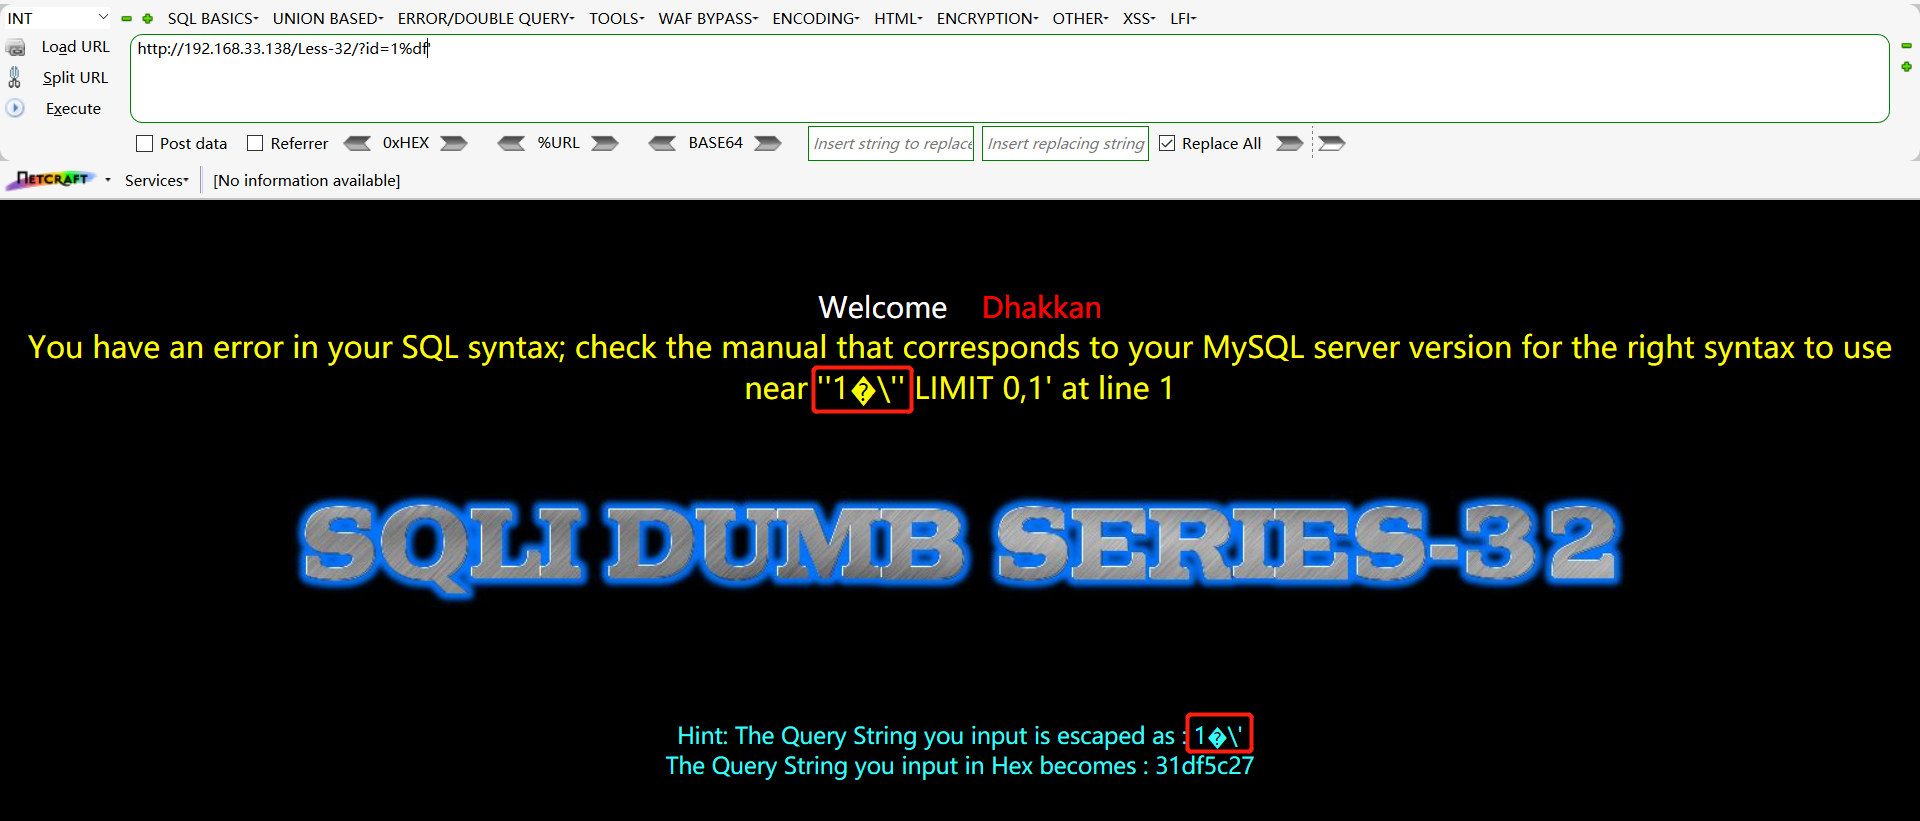 INT SQL BASICS UNION BASED ERROR/DOUBLE QUERY TOOLS WAF BYPASS ENCODING HTML ENCRYPTION OTHER XSS LFI
Load URL
http://192.168.33.138/Less-32/?id=1%df'
Split URL
Execute
Post data Referrer 0xHEX %URL BASE64 Insert string to replace Insert replacing string Replace All
NETCRAFT Services [No information available]
Welcome Dhakkan
You have an error in your SQL syntax; check the manual that corresponds to your MySQL server version for the right syntax to use
near ''1�\'' LIMIT 0,1' at line 1
SQLI DUMB SERIES-32
Hint: The Query String you input is escaped as : 1�\'
The Query String you input in Hex becomes : 31df5c27